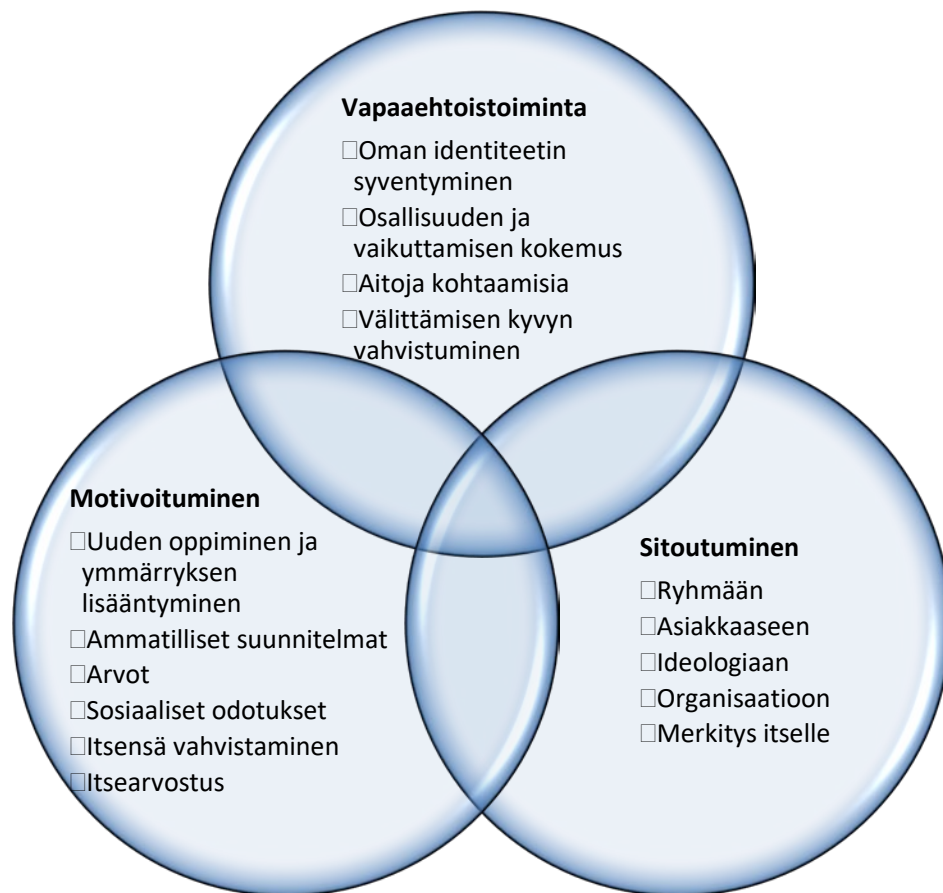 Vapaaehtoistoiminta
□Oman identiteetin
syventyminen
□Osallisuuden ja
vaikuttamisen kokemus
□Aitoja kohtaamisia
□Välittämisen kyvyn
vahvistuminen
Motivoituminen
□Uuden oppiminen ja
ymmärryksen
lisääntyminen
□Ammatilliset suunnitelmat
□Arvot
□Sosiaaliset odotukset
□Itsensä vahvistaminen
□Itsearvostus
Sitoutuminen
□Ryhmään
□Asiakkaaseen
□Ideologiaan
□Organisaatioon
□Merkitys itselle